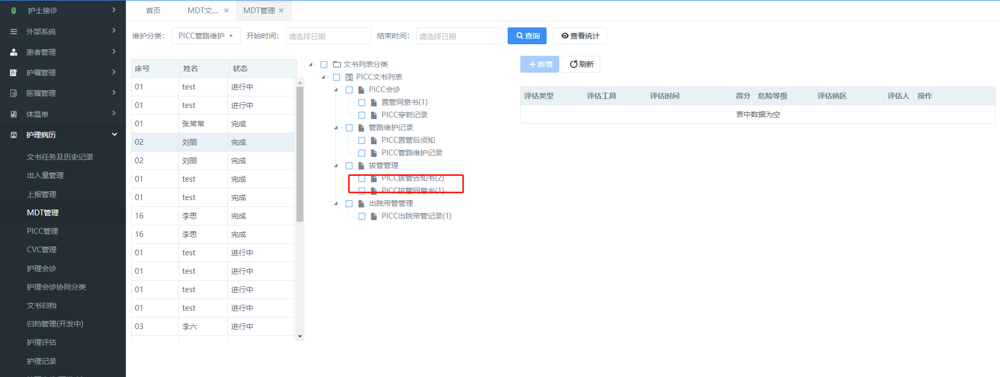 护士接诊
外部系统
患者管理
护嘱管理
医嘱管理
体温单
护理病历
文书任务及历史记录
出入量管理
上报管理
MDT管理
PICC管理
CVC管理
护理会诊
护理会诊协同分类
文书归档
归档管理(开发中)
护理评估
护理记录
首页 MDT文... × MDT管理 ×
维护分类: PICC管路维护 开始时间: 请选择日期 结束时间: 请选择日期 查询 查看统计
床号 姓名 状态
01 test 进行中
01 test 进行中
01 张常常 完成
02 刘丽 完成
02 刘丽 完成
01 test 完成
01 test 完成
16 李思 完成
16 李思 完成
01 test 进行中
01 test 进行中
01 test 进行中
01 test 进行中
03 李六 进行中
文书列表分类
PICC文书列表
PICC会诊
置管同意书(1)
PICC穿刺记录
管路维护记录
PICC置管后须知
PICC管路维护记录
拔管管理
PICC拔管告知书(2)
PICC拔管同意书(1)
出院带管管理
PICC出院带管记录(1)
新增 刷新
评估类型 评估工具 评估时间 得分 危险等级 评估病区 评估人 操作
表中数据为空